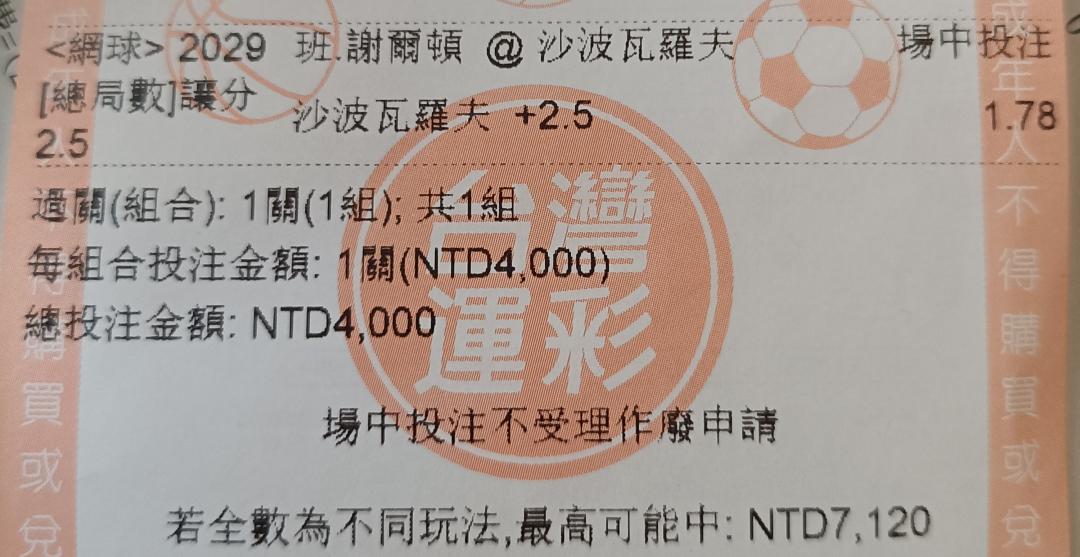 <網球> 2029 班.謝爾頓 @ 沙波瓦羅夫 場中投注
[總局數]讓分 2.5 沙波瓦羅夫 +2.5 1.78
過關(組合): 1關(1組); 共1組
每組合投注金額: 1關(NTD4,000)
總投注金額: NTD4,000
場中投注不受理作廢申請
若全數為不同玩法,最高可能中: NTD7,120
台灣
運彩
成年人不得購買或兌
購買或兌